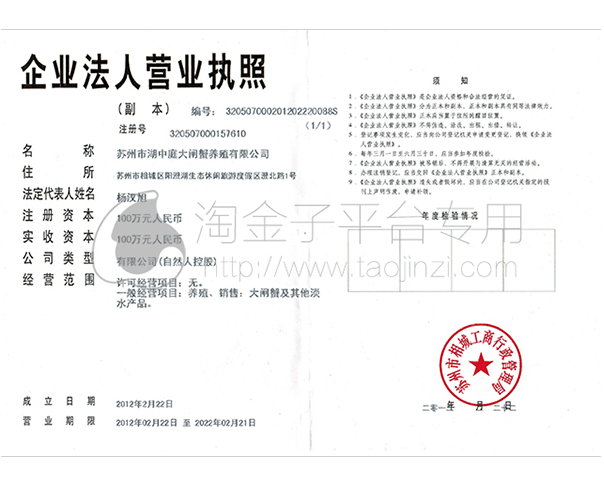 企业法人营业执照
(副 本) 编号: 320507000201202220088S
注册号 320507000157610 (1/1)
名 称 苏州市湖中庭大闸蟹养殖有限公司
住 所 苏州市相城区阳澄湖生态休闲旅游度假区澄北路1号
法定代表人姓名 杨汉旭
注册资本 100万元人民币
实收资本 100万元人民币
公司类型 有限公司(自然人控股)
经营范围 许可经营项目:无。
一般经营项目:养殖、销售:大闸蟹及其他淡
水产品。
成立日期 2012年2月22日
营业期限 2012年02月22日 至 2022年02月21日
须 知
1.《企业法人营业执照》是企业法人资格和合法经营的凭证。
2.《企业法人营业执照》分为正本和副本,正本和副本具有同等法律效力。
3.《企业法人营业执照》正本应当置于住所的醒目位置。
4.《企业法人营业执照》不得伪造、涂改、出租、出借、转让。
5.登记事项发生变化,应当向公司登记机关申请变更登记,换领《企业法
人营业执照》。
6.每年三月一日至六月三十日,应当参加年度检验。
7.《企业法人营业执照》被吊销后,不得开展与清算无关的经营活动。
8.办理注销登记,应当交回《企业法人营业执照》正本和副本。
9.《企业法人营业执照》遗失或者毁坏的,应当在公司登记机关指定的报
刊上声明作废,申请补领。
年度检验情况
苏州市相城工商行政管理局
年 月 日
淘金子平台专用
http://www.taojinzi.com